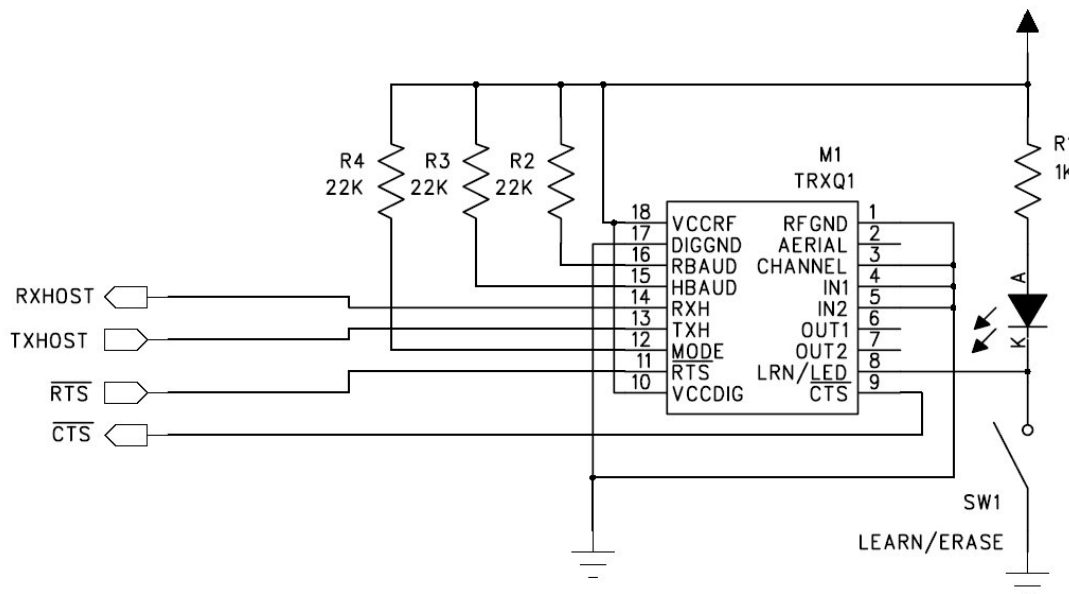 R4
22K
R3
22K
R2
22K
M1
TRXQ1
18 VCCRF
17 DIGGND
16 RBAUD
15 HBAUD
14 RXH
13 TXH
12 MODE
11 RTS
10 VCCDIG
RFGND 1
AERIAL 2
CHANNEL 3
IN1 4
IN2 5
OUT1 6
OUT2 7
LRN/LED 8
CTS 9
RXHOST
TXHOST
RTS
CTS
A
K
SW1
LEARN/ERASE